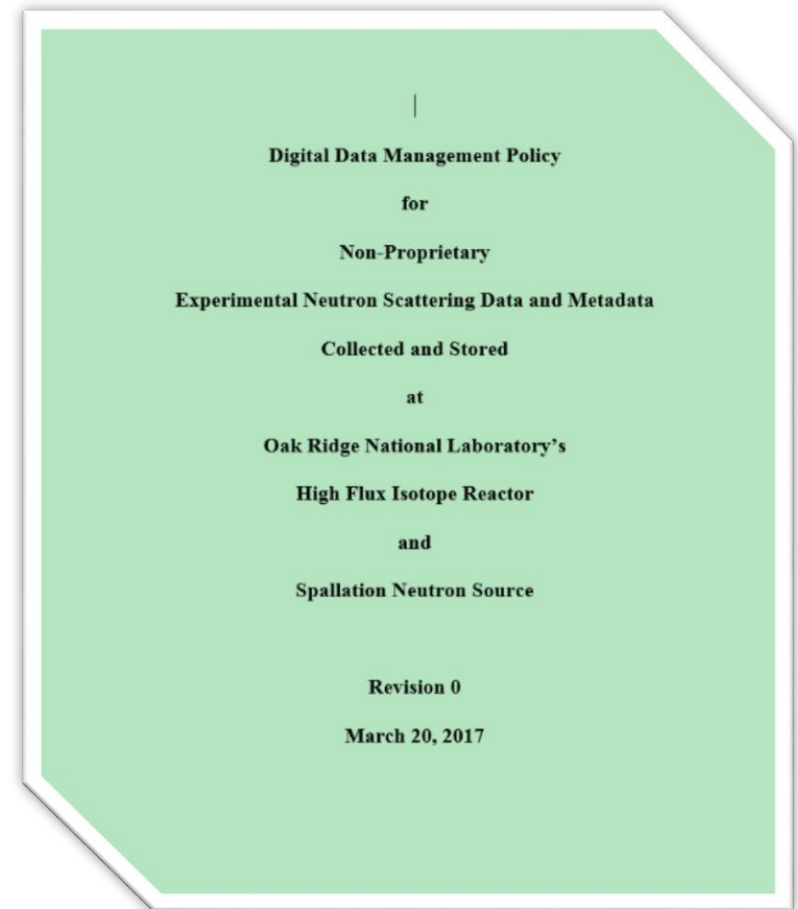 Digital Data Management Policy
for
Non-Proprietary
Experimental Neutron Scattering Data and Metadata
Collected and Stored
at
Oak Ridge National Laboratory’s
High Flux Isotope Reactor
and
Spallation Neutron Source
Revision 0
March 20, 2017